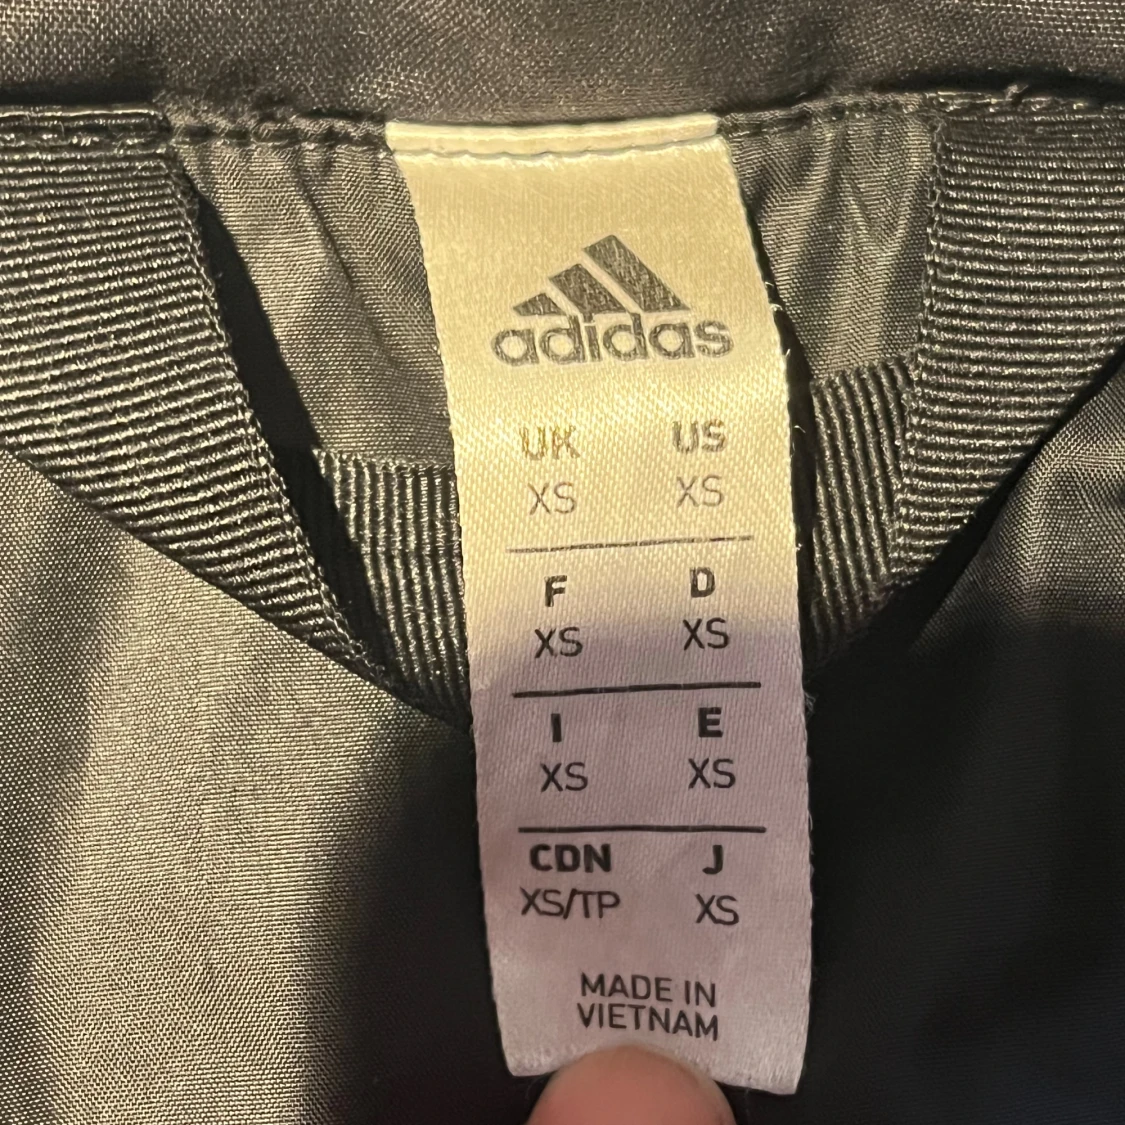 adidas
UK US
XS XS
F D
XS XS
I E
XS XS
CDN J
XS/TP XS
MADE IN
VIETNAM